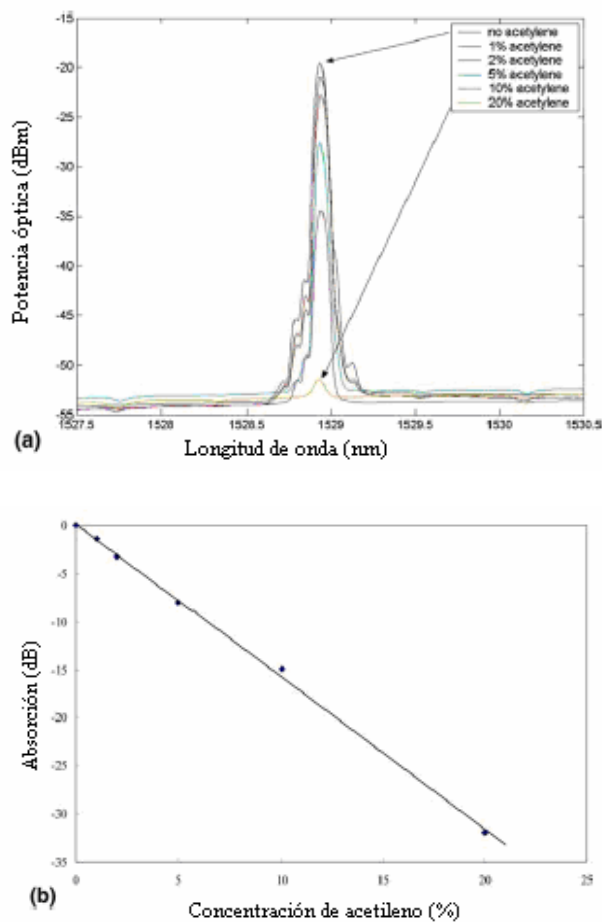 no acetylene
1% acetylene
2% acetylene
5% acetylene
10% acetylene
20% acetylene
-15
-20
-25
-30
-35
-40
-45
-50
-55
Potencia óptica (dBm)
1527.5
1528
1528.5
1529
1529.5
1530
1530.5
(a)
Longitud de onda (nm)
0
-5
-10
-15
-20
-25
-30
-35
Absorción (dB)
0
5
10
15
20
25
(b)
Concentración de acetileno (%)